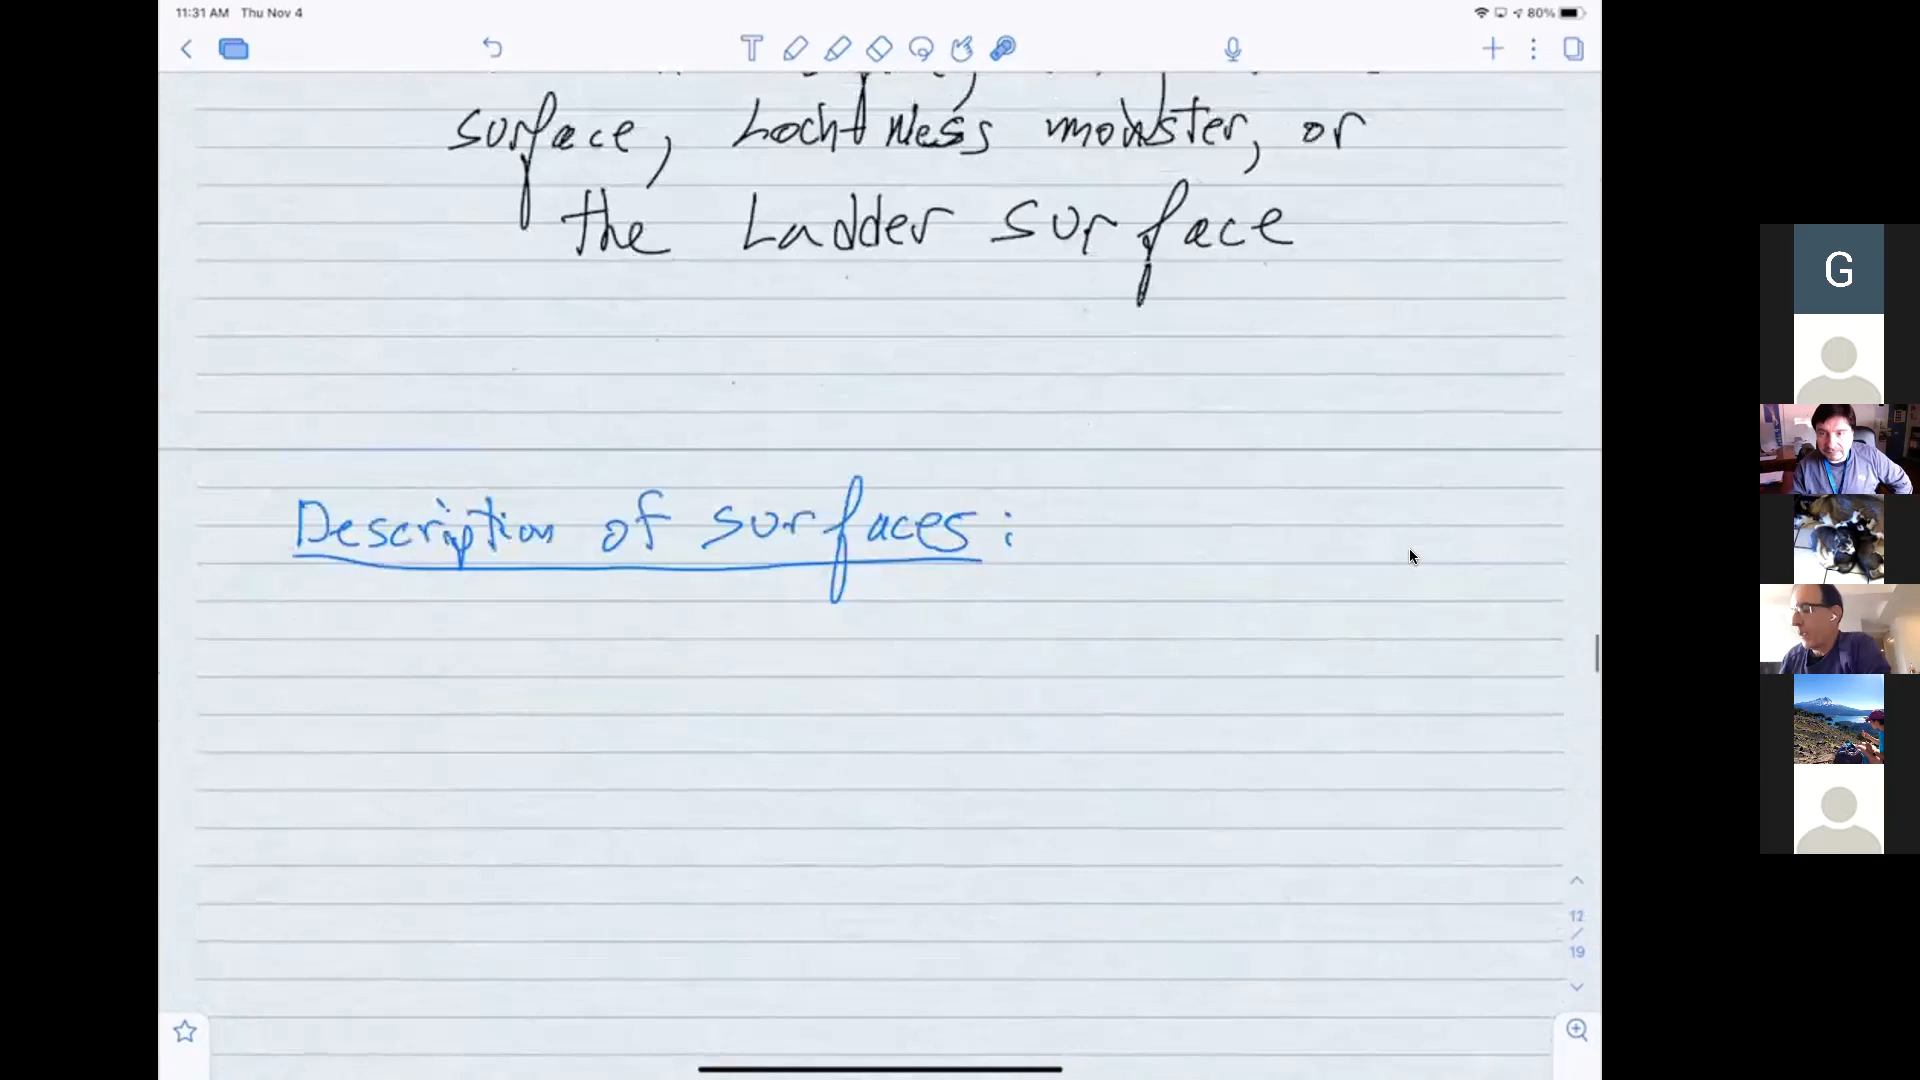 11:31 AM Thu Nov 4
80%
surface, Locht Ness monster, or
the Ladder surface
Description of surfaces:
G
12
/
19